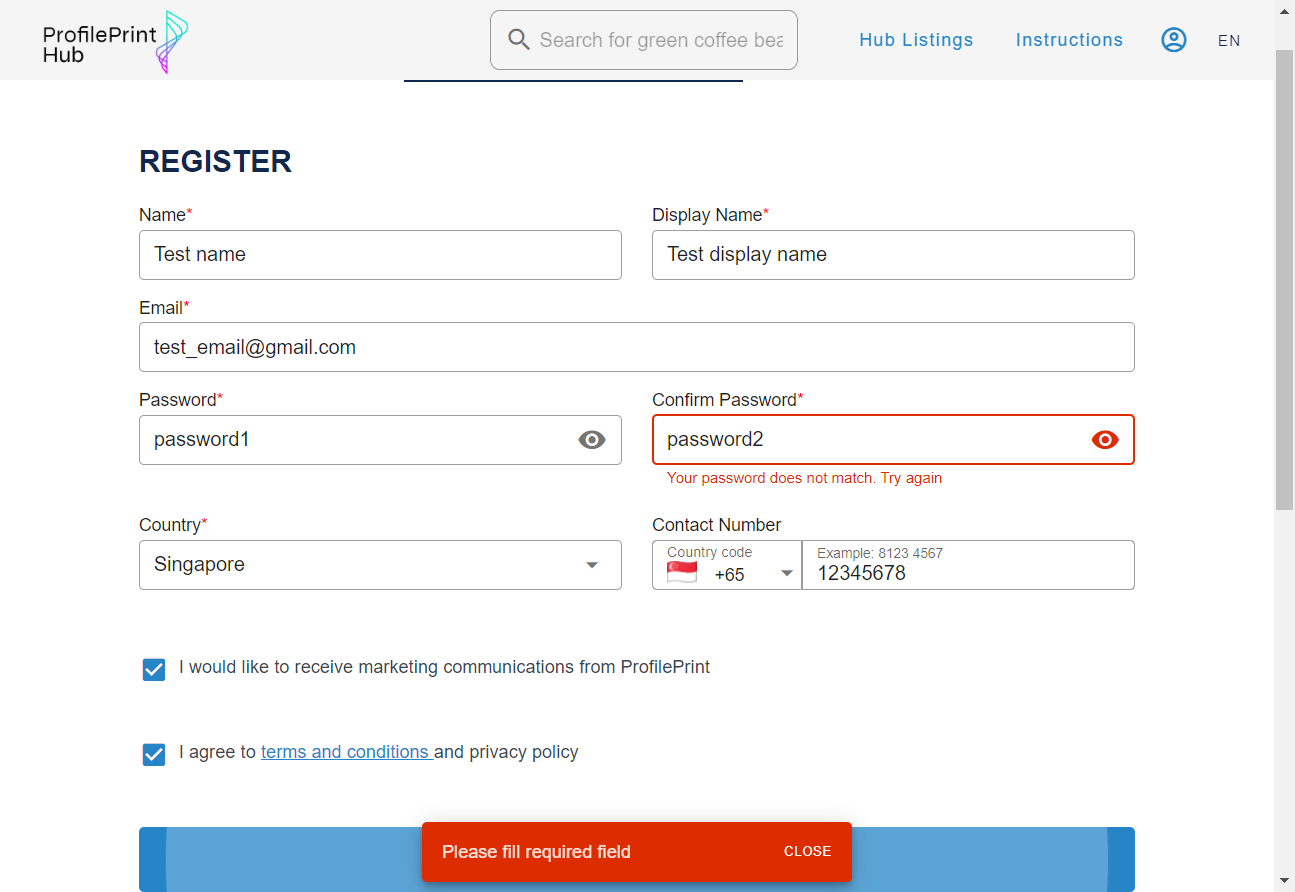 ProfilePrint
Hub
Search for green coffee bea
Hub Listings
Instructions
EN
REGISTER
Name*
Display Name*
Test name
Test display name
Email*
test_email@gmail.com
Password*
Confirm Password*
password1
password2
Your password does not match. Try again
Country*
Contact Number
Singapore
Country code
+65
Example: 8123 4567
12345678
I would like to receive marketing communications from ProfilePrint
I agree to terms and conditions and privacy policy
Please fill required field
CLOSE